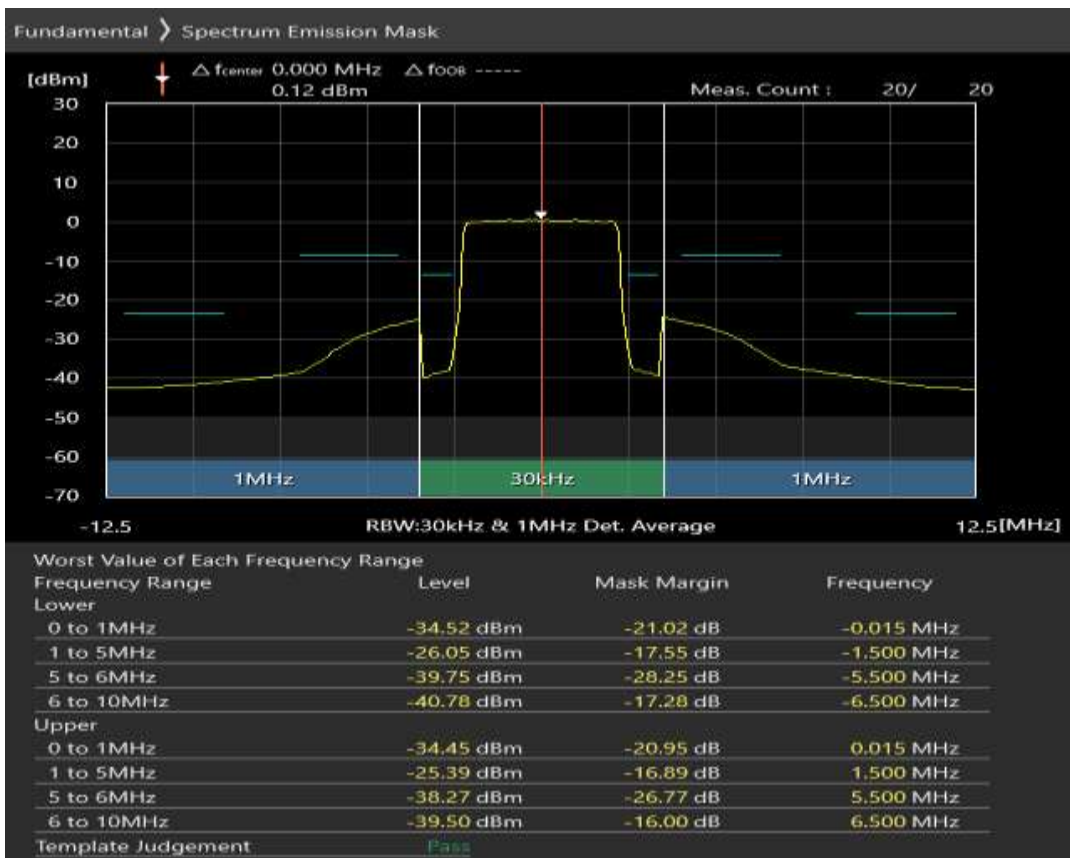 Fundamental ❯ Spectrum Emission Mask
[dBm] △ fcenter 0.000 MHz △ fOOB -----
0.12 dBm Meas. Count : 20/ 20
30
20
10
0
-10
-20
-30
-40
-50
-60
-70
1MHz 30kHz 1MHz
-12.5 RBW:30kHz & 1MHz Det. Average 12.5[MHz]
Worst Value of Each Frequency Range
Frequency Range Level Mask Margin Frequency
Lower
0 to 1MHz -34.52 dBm -21.02 dB -0.015 MHz
1 to 5MHz -26.05 dBm -17.55 dB -1.500 MHz
5 to 6MHz -39.75 dBm -28.25 dB -5.500 MHz
6 to 10MHz -40.78 dBm -17.28 dB -6.500 MHz
Upper
0 to 1MHz -34.45 dBm -20.95 dB 0.015 MHz
1 to 5MHz -25.39 dBm -16.89 dB 1.500 MHz
5 to 6MHz -38.27 dBm -26.77 dB 5.500 MHz
6 to 10MHz -39.50 dBm -16.00 dB 6.500 MHz
Template Judgement Pass